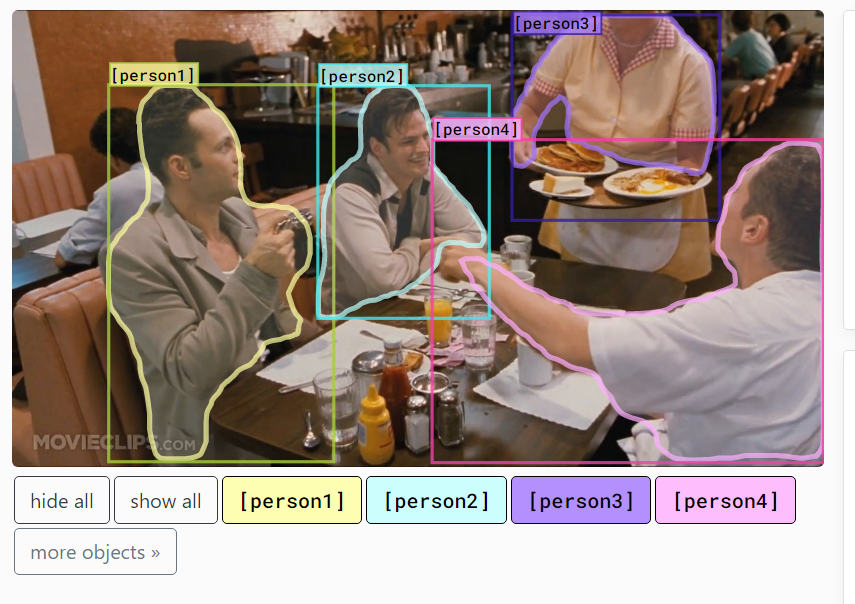 [person3]
[person1]
[person2]
[person4]
MOVIECLIPS.COM
hide all
show all
[person1]
[person2]
[person3]
[person4]
more objects »